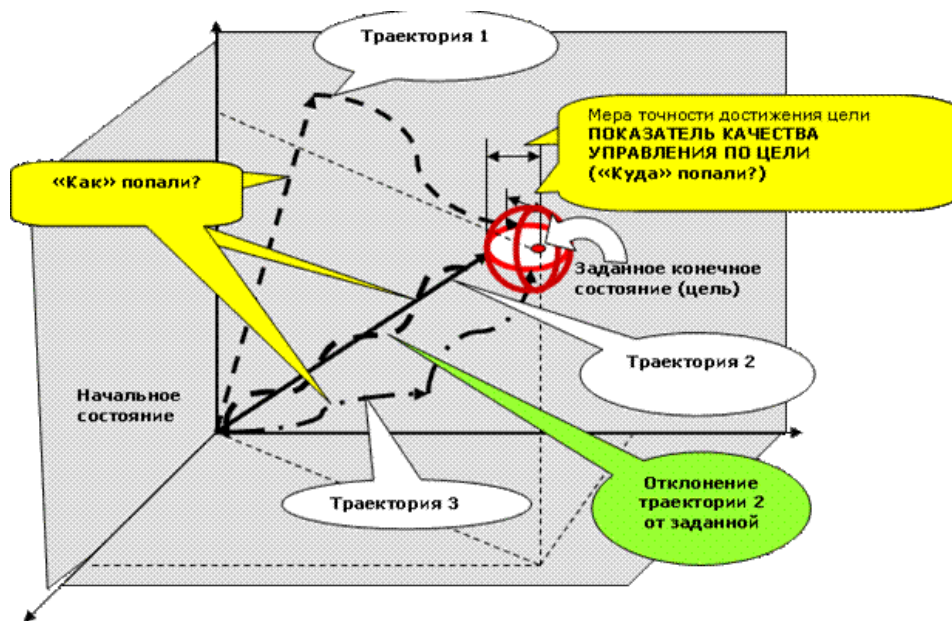 Траектория 1
Мера точности достижения цели
ПОКАЗАТЕЛЬ КАЧЕСТВА
УПРАВЛЕНИЯ ПО ЦЕЛИ
(«Куда» попали?)
«Как» попали?
Заданное конечное
состояние (цель)
Траектория 2
Начальное
состояние
Траектория 3
Отклонение
траектории 2
от заданной